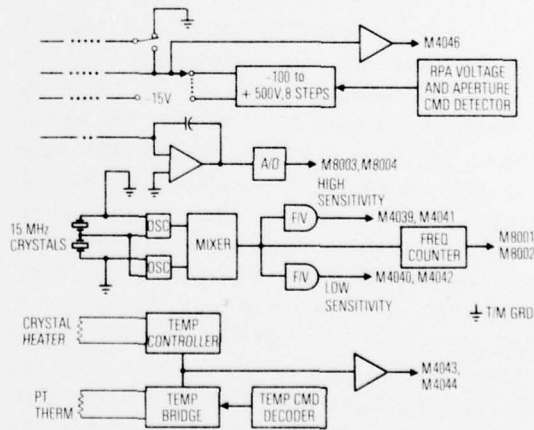 M4046
-15V
-100 to
+ 500V, 8 STEPS
RPA VOLTAGE
AND APERTURE
CMD DETECTOR
A/D
M8003, M8004
HIGH
SENSITIVITY
15 MHz
CRYSTALS
OSC
OSC
MIXER
F/V
M4039, M4041
FREQ
COUNTER
M8001
M8002
F/V
M4040, M4042
LOW
SENSITIVITY
T/M GRD
CRYSTAL
HEATER
TEMP
CONTROLLER
M4043,
M4044
PT
THERM
TEMP
BRIDGE
TEMP CMD
DECODER